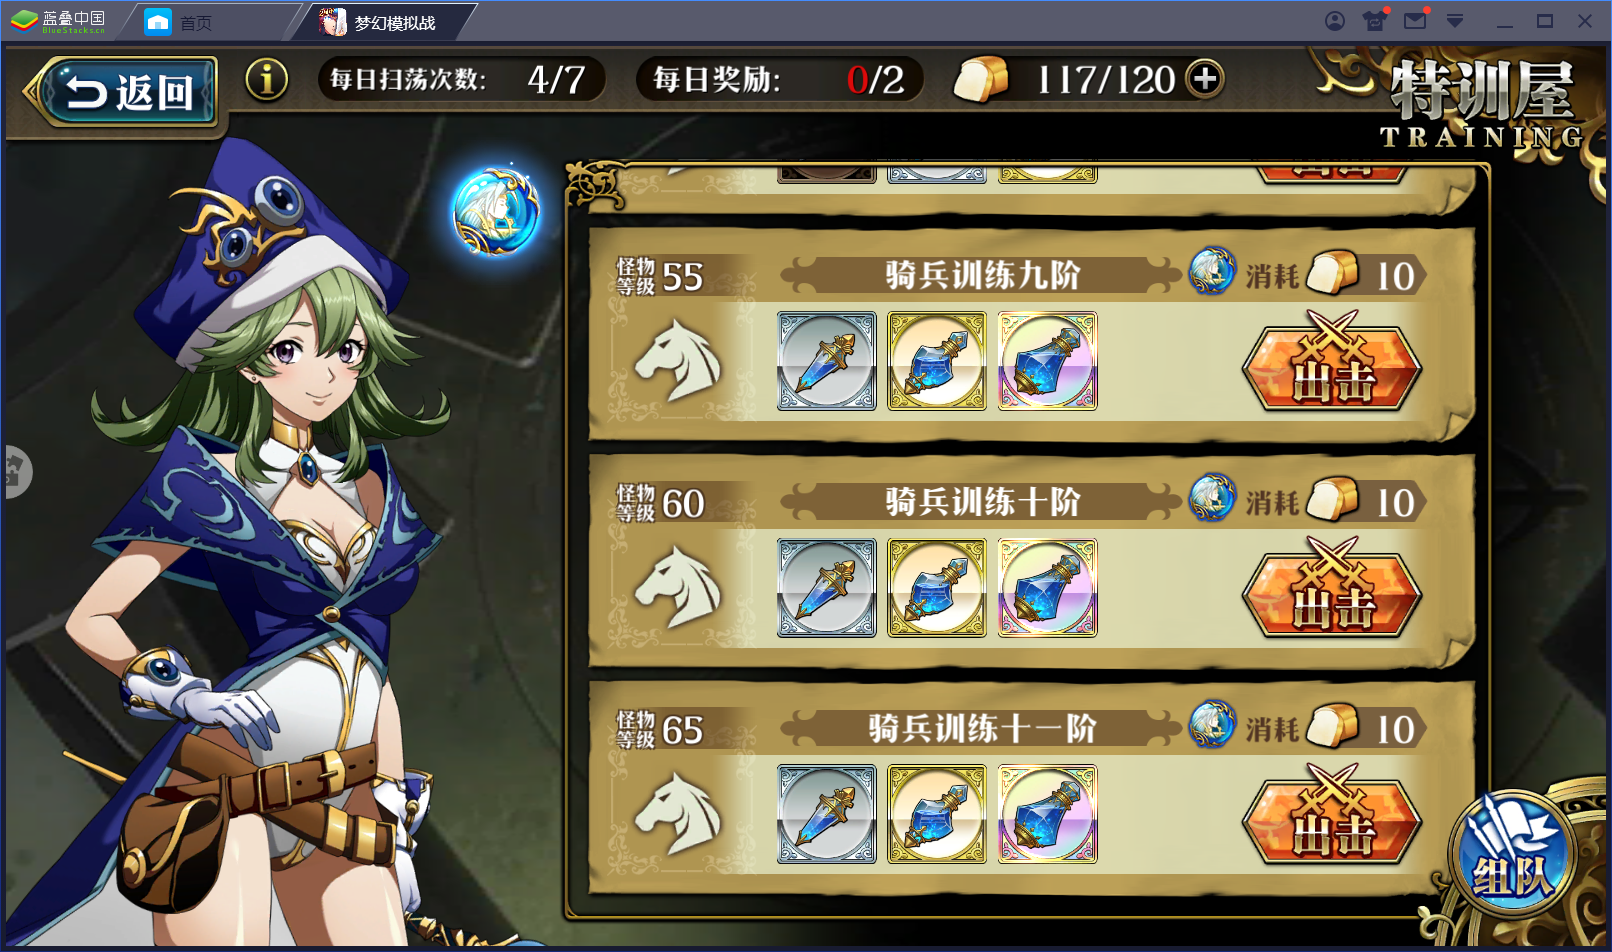 蓝叠中国
BlueStacks.cn
首页
梦幻模拟战
返回
每日扫荡次数: 4/7
每日奖励: 0/2
117/120
特训屋
TRAINING
出击
怪物等级 55
骑兵训练九阶
消耗 10
出击
怪物等级 60
骑兵训练十阶
消耗 10
出击
怪物等级 65
骑兵训练十一阶
消耗 10
出击
组队